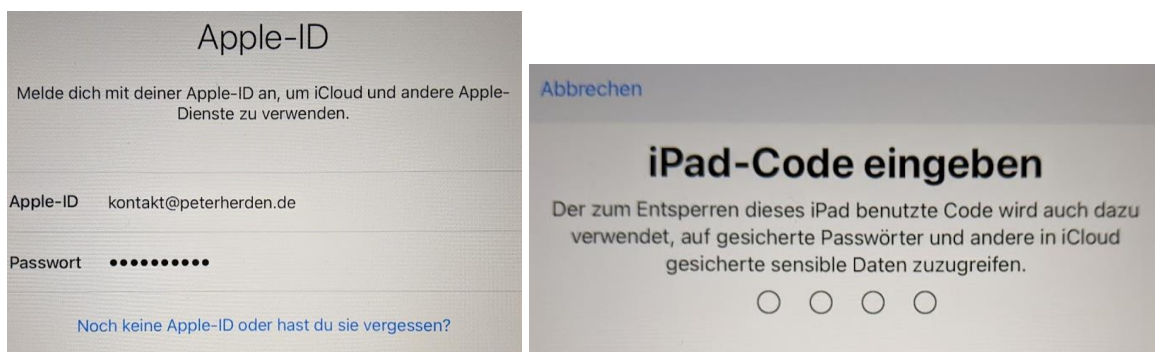 Apple-ID
Melde dich mit deiner Apple-ID an, um iCloud und andere Apple-
Dienste zu verwenden.
Apple-ID kontakt@peterherden.de
Passwort ••••••••••
Noch keine Apple-ID oder hast du sie vergessen?
Abbrechen
iPad-Code eingeben
Der zum Entsperren dieses iPad benutzte Code wird auch dazu
verwendet, auf gesicherte Passwörter und andere in iCloud
gesicherte sensible Daten zuzugreifen.